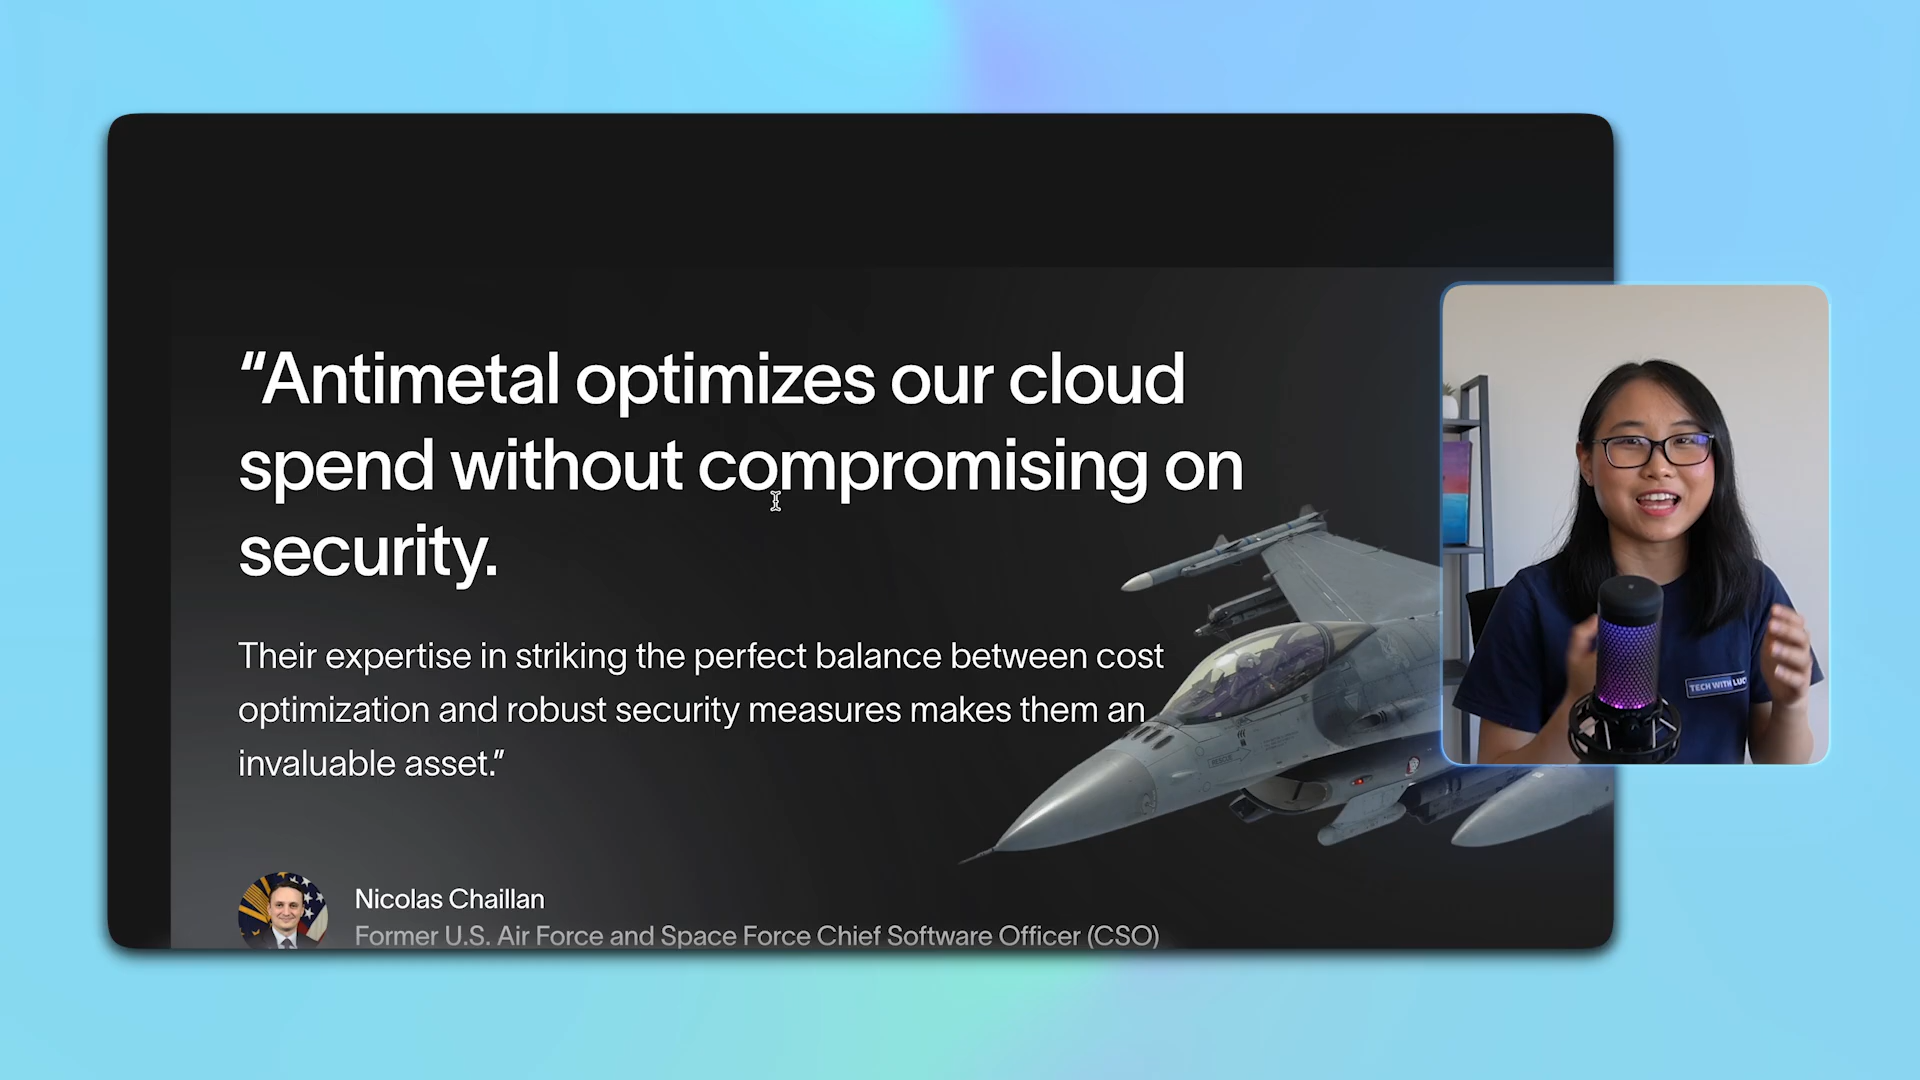 “Antimetal optimizes our cloud
spend without compromising on
security.
Their expertise in striking the perfect balance between cost
optimization and robust security measures makes them an
invaluable asset.”
Nicolas Chaillan
Former U.S. Air Force and Space Force Chief Software Officer (CSO)
TECH WITH LUC
RESCUE